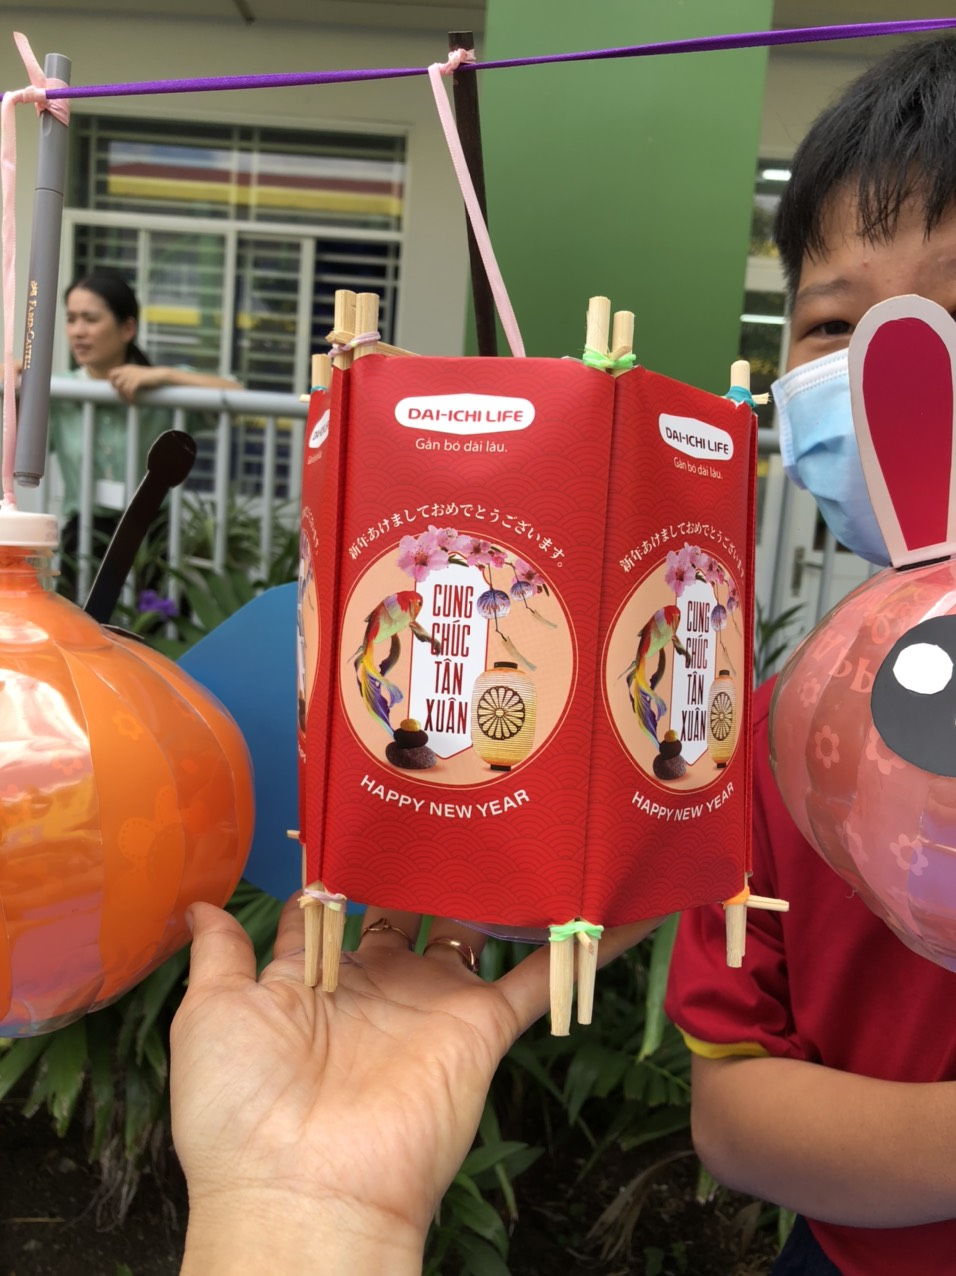 FABER-CASTELL
DAI-ICHI LIFE
Gắn bó dài lâu.
新年あけましておめでとうございます。
CUNG
CHÚC
TÂN
XUÂN
HAPPY NEW YEAR
DAI-ICHI LIFE
Gắn bó dài lâu.
新年あけましておめでとうございます。
CUNG
CHÚC
TÂN
XUÂN
HAPPY NEW YEAR